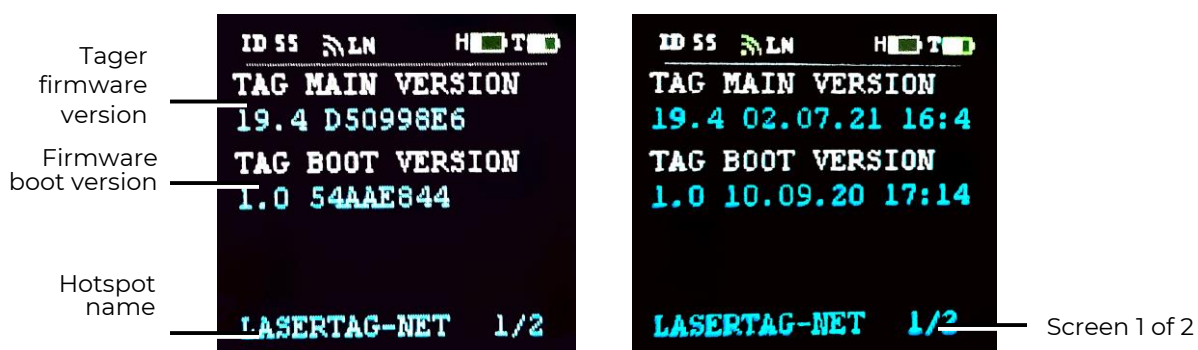 Tager
firmware
version
Firmware
boot version
Hotspot
name
ID 55 LN H T
TAG MAIN VERSION
19.4 D50998E6
TAG BOOT VERSION
1.0 54AAE844
LASERTAG-NET 1/2
ID 55 LN H T
TAG MAIN VERSION
19.4 02.07.21 16:4
TAG BOOT VERSION
1.0 10.09.20 17:14
LASERTAG-NET 1/2
Screen 1 of 2